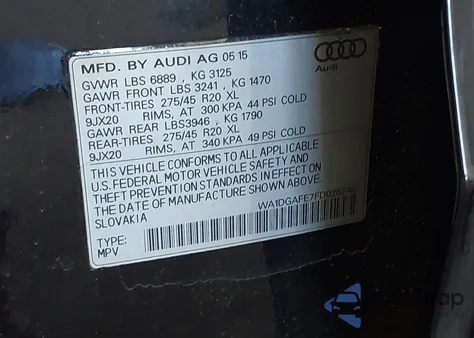 MFD. BY AUDI AG 05 15
GVWR LBS 6889 , KG 3125
GAWR FRONT LBS 3241 , KG 1470
FRONT-TIRES 275/45 R20 XL
9JX20 RIMS, AT 300 KPA 44 PSI COLD
GAWR REAR LBS3946 , KG 1790
REAR-TIRES 275/45 R20 XL
9JX20 RIMS, AT 340 KPA 49 PSI COLD
Audi
THIS VEHICLE CONFORMS TO ALL APPLICABLE
U.S. FEDERAL MOTOR VEHICLE SAFETY AND
THEFT PREVENTION STANDARDS IN EFFECT ON
THE DATE OF MANUFACTURE SHOWN ABOVE.
SLOVAKIA
TYPE:
MPV